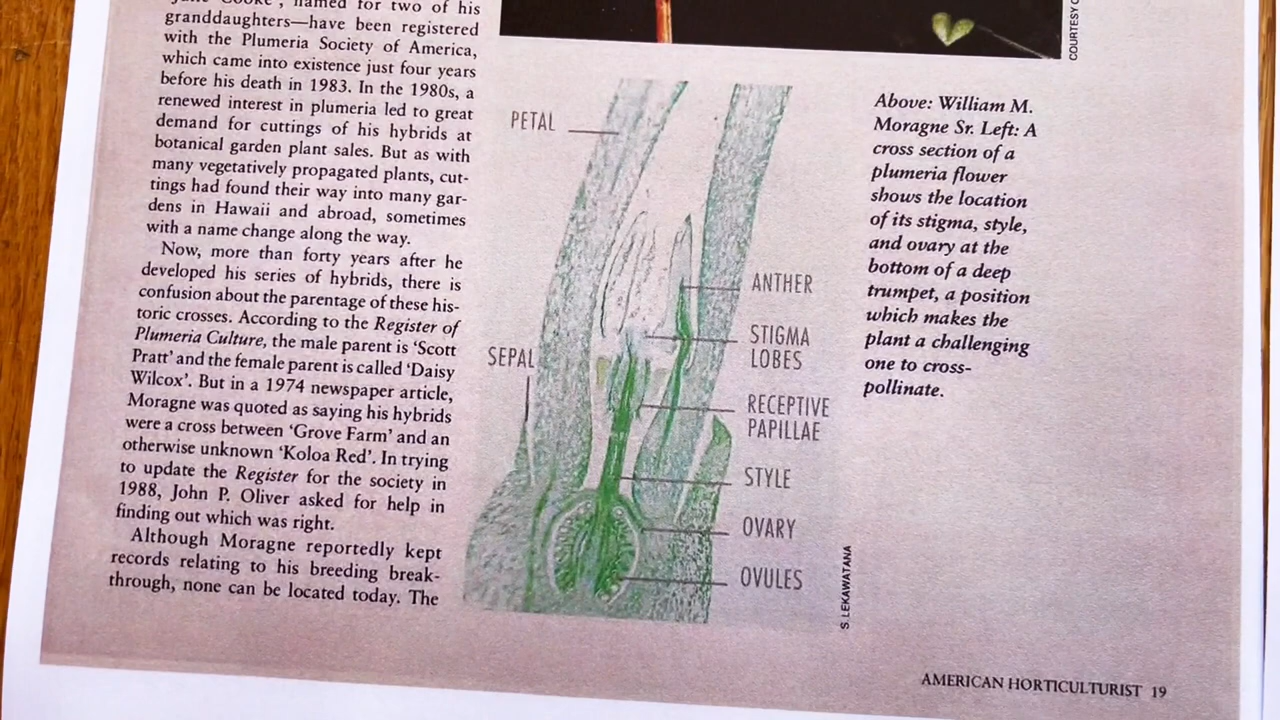 Julie Cooke', named for two of his
granddaughters—have been registered
with the Plumeria Society of America,
which came into existence just four years
before his death in 1983. In the 1980s, a
renewed interest in plumeria led to great
demand for cuttings of his hybrids at
botanical garden plant sales. But as with
many vegetatively propagated plants, cut-
tings had found their way into many gar-
dens in Hawaii and abroad, sometimes
with a name change along the way.
Now, more than forty years after he
developed his series of hybrids, there is
confusion about the parentage of these his-
toric crosses. According to the Register of
Plumeria Culture, the male parent is 'Scott
Pratt' and the female parent is called 'Daisy
Wilcox'. But in a 1974 newspaper article,
Moragne was quoted as saying his hybrids
were a cross between 'Grove Farm' and an
otherwise unknown 'Koloa Red'. In trying
to update the Register for the society in
1988, John P. Oliver asked for help in
finding out which was right.
Although Moragne reportedly kept
records relating to his breeding break-
through, none can be located today. The
PETAL
SEPAL
ANTHER
STIGMA
LOBES
RECEPTIVE
PAPILLAE
STYLE
OVARY
OVULES
S. LEKAWATANA
COURTESY
Above: William M.
Moragne Sr. Left: A
cross section of a
plumeria flower
shows the location
of its stigma, style,
and ovary at the
bottom of a deep
trumpet, a position
which makes the
plant a challenging
one to cross-
pollinate.
AMERICAN HORTICULTURIST 19